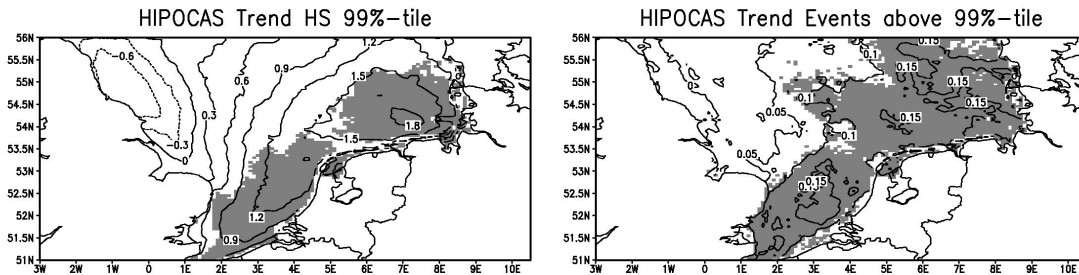 HIPOCAS Trend HS 99%-tile
56N
55.5N
55N
54.5N
54N
53.5N
53N
52.5N
52N
51.5N
51N
3W 2W 1W 0 1E 2E 3E 4E 5E 6E 7E 8E 9E 10E
-0.6
-0.3
0
0.3
0.6
0.9
1.2
1.5
1.8
1.5
1.2
0.9
HIPOCAS Trend Events above 99%-tile
56N
55.5N
55N
54.5N
54N
53.5N
53N
52.5N
52N
51.5N
51N
3W 2W 1W 0 1E 2E 3E 4E 5E 6E 7E 8E 9E 10E
0.15
0.1
0.15
0.15
0.1
0.15
0.15
0.05
0.1
0.05
0.15